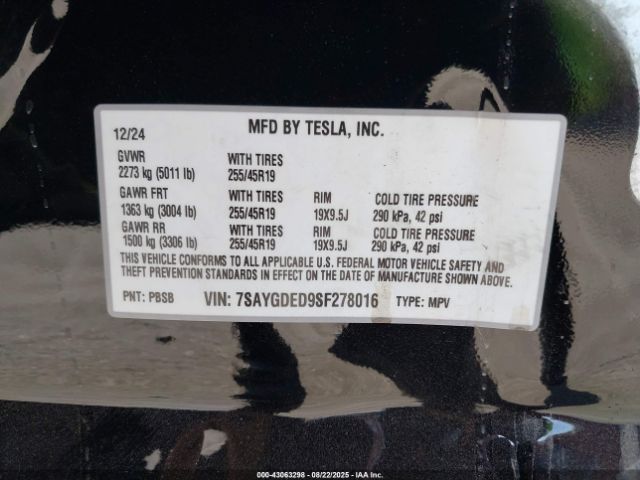 12/24 MFD BY TESLA, INC.
GVWR WITH TIRES
2273 kg (5011 lb) 255/45R19
GAWR FRT WITH TIRES RIM COLD TIRE PRESSURE
1363 kg (3004 lb) 255/45R19 19X9.5J 290 kPa, 42 psi
GAWR RR WITH TIRES RIM COLD TIRE PRESSURE
1500 kg (3306 lb) 255/45R19 19X9.5J 290 kPa, 42 psi
THIS VEHICLE CONFORMS TO ALL APPLICABLE U.S. FEDERAL MOTOR VEHICLE SAFETY AND
THEFT PREVENTION STANDARDS IN EFFECT ON THE DATE OF MANUFACTURE SHOWN ABOVE.
PNT: PBSB VIN: 7SAYGDED9SF278016 TYPE: MPV
000-43063298 - 08/22/2025 - IAA, Inc.